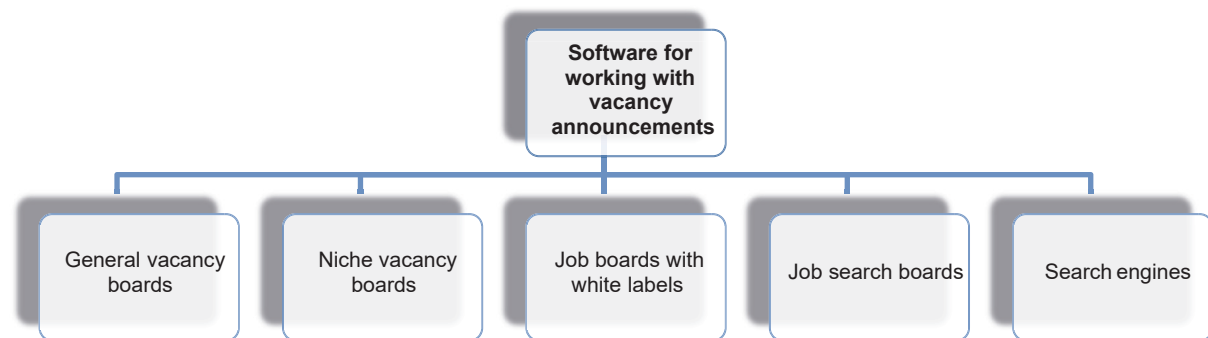 Software for
working with
vacancy
announcements
General vacancy
boards
Niche vacancy
boards
Job boards with
white labels
Job search boards
Search engines